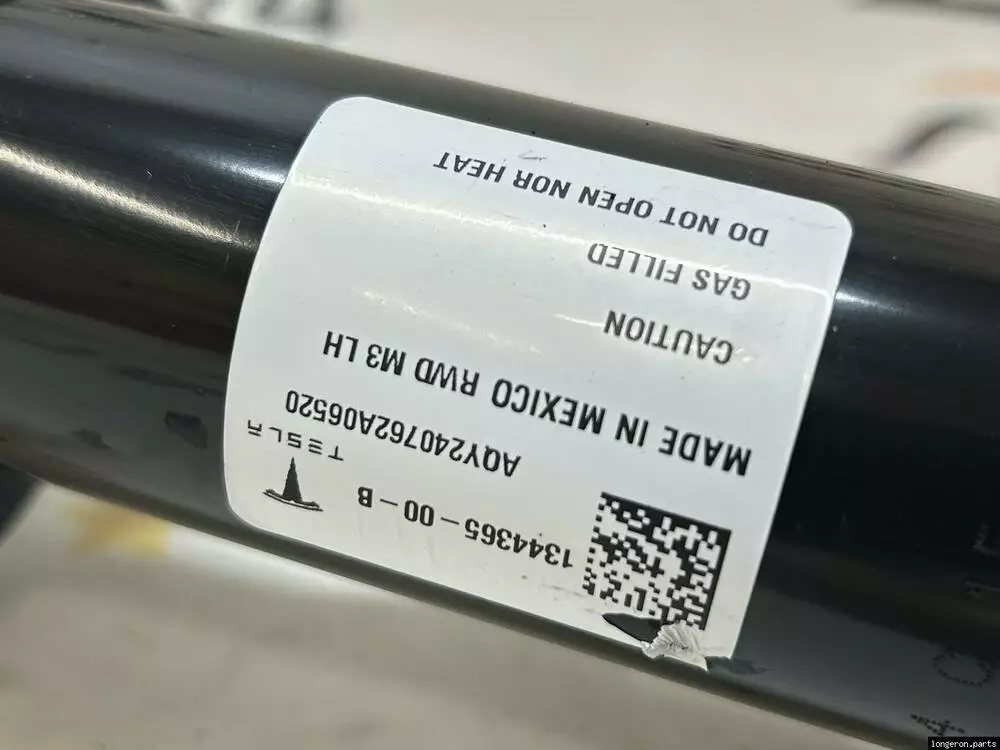 1344365-00-B
TESLA
AQY240762A06520
MADE IN MEXICO RWD M3 LH
CAUTION
GAS FILLED
DO NOT OPEN NOR HEAT
longeron.parts